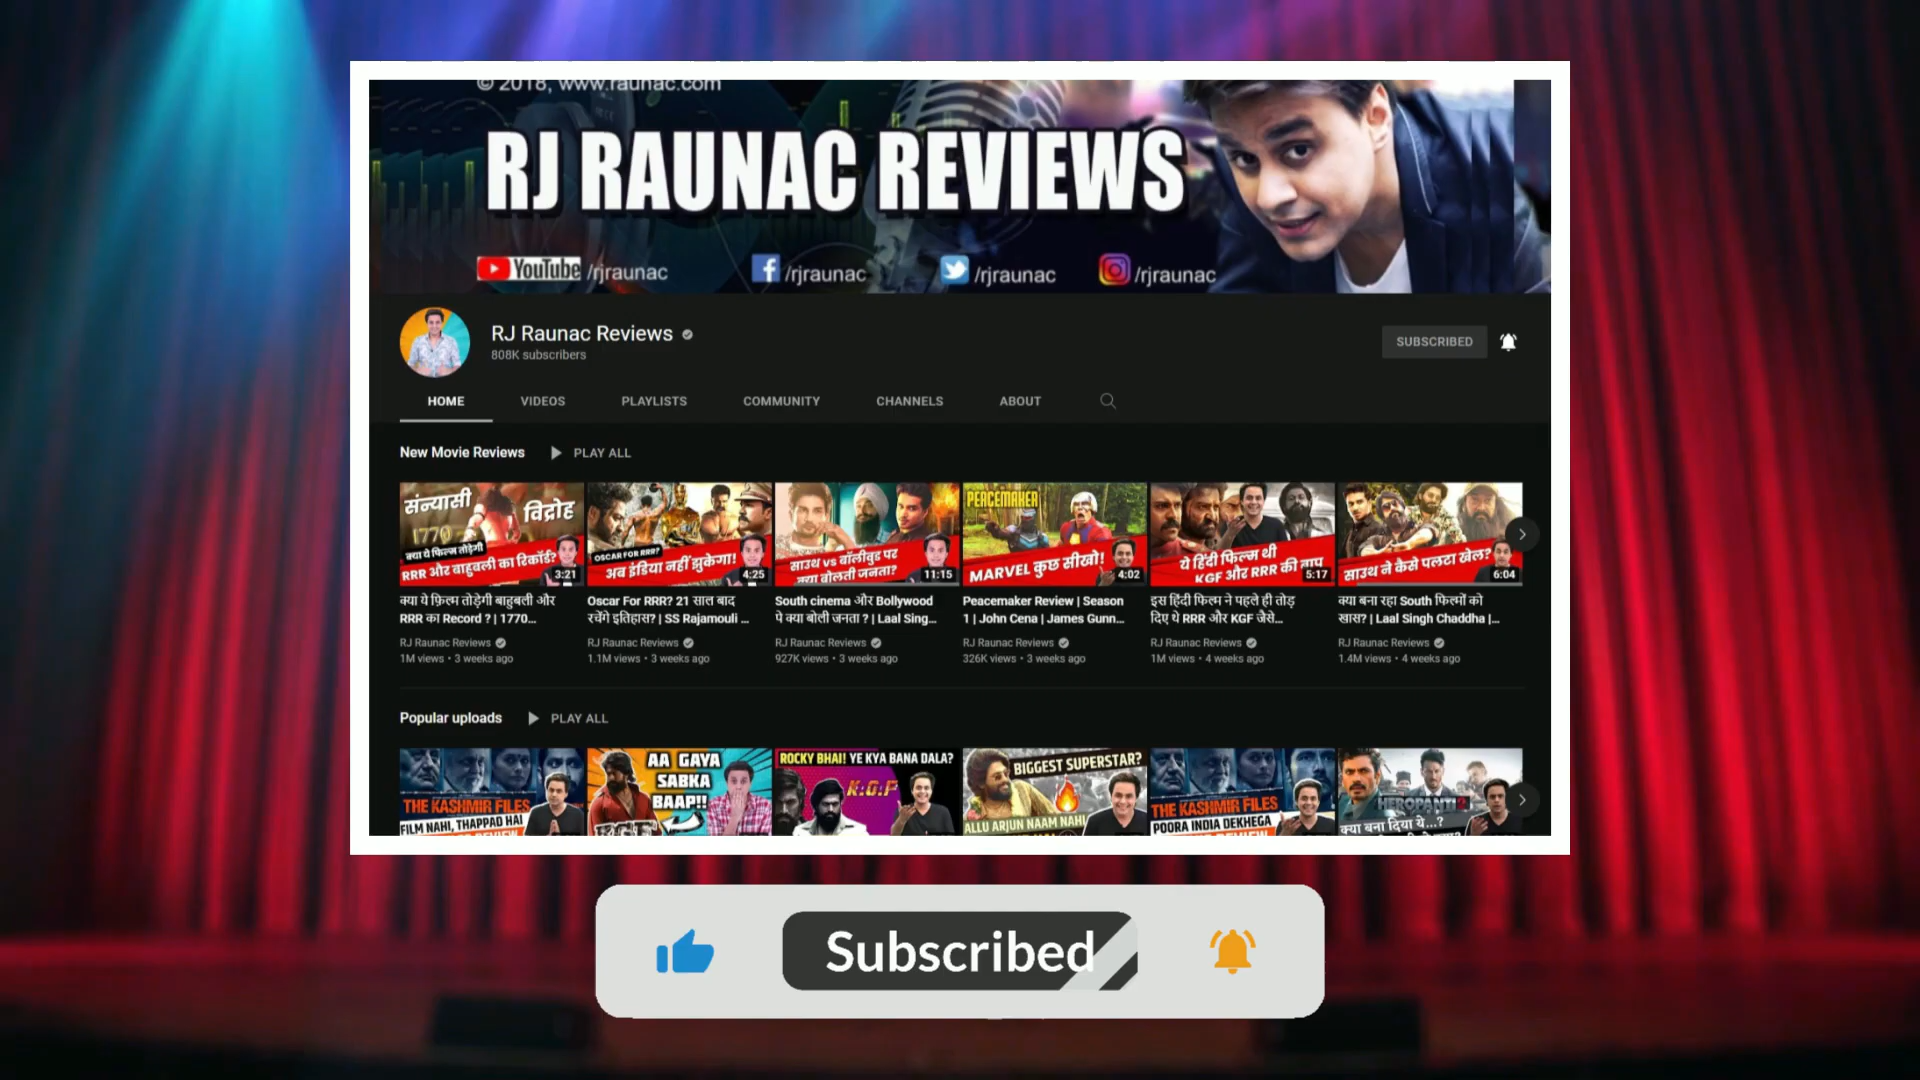 © 2018, www.raunac.com
RJ RAUNAC REVIEWS
YouTube /rjraunac
/rjraunac
/rjraunac
/rjraunac
RJ Raunac Reviews
808K subscribers
SUBSCRIBED
HOME VIDEOS PLAYLISTS COMMUNITY CHANNELS ABOUT
New Movie Reviews PLAY ALL
संन्यासी
विद्रोह
1770
क्या ये फिल्म तोड़ेगी
RRR और बाहुबली का रिकॉर्ड?
3:21
OSCAR FOR RRR?
अब इंडिया नहीं झुकेगा!
4:25
साउथ vs बॉलीवुड पर
क्या बोलती जनता?
11:15
PEACEMAKER
MARVEL कुछ सीखो!
4:02
ये हिंदी फिल्म थी
KGF और RRR की बाप
5:17
साउथ ने कैसे पलटा खेल?
6:04
क्या ये फ़िल्म तोड़ेगी बाहुबली और
RRR का Record ? | 1770...
RJ Raunac Reviews
1M views • 3 weeks ago
Oscar For RRR? 21 साल बाद
रचेंगे इतिहास? | SS Rajamouli ...
RJ Raunac Reviews
1.1M views • 3 weeks ago
South cinema और Bollywood
पे क्या बोली जनता ? | Laal Sing...
RJ Raunac Reviews
927K views • 3 weeks ago
Peacemaker Review | Season
1 | John Cena | James Gunn...
RJ Raunac Reviews
326K views • 3 weeks ago
इस हिंदी फिल्म ने पहले ही तोड़
दिए थे RRR और KGF जैसे...
RJ Raunac Reviews
1M views • 4 weeks ago
क्या बना रहा South फिल्मों को
खास? | Laal Singh Chaddha |...
RJ Raunac Reviews
1.4M views • 4 weeks ago
Popular uploads PLAY ALL
THE KASHMIR FILES
FILM NAHI, THAPPAD HAI
AA GAYA
SABKA
BAAP!!
ROCKY BHAI! YE KYA BANA DALA?
K.G.F
BIGGEST SUPERSTAR?
ALLU ARJUN NAAM NAHI
THE KASHMIR FILES
POORA INDIA DEKHEGA
HEROPANTI 2
क्या बना दिया ये...?
Subscribed